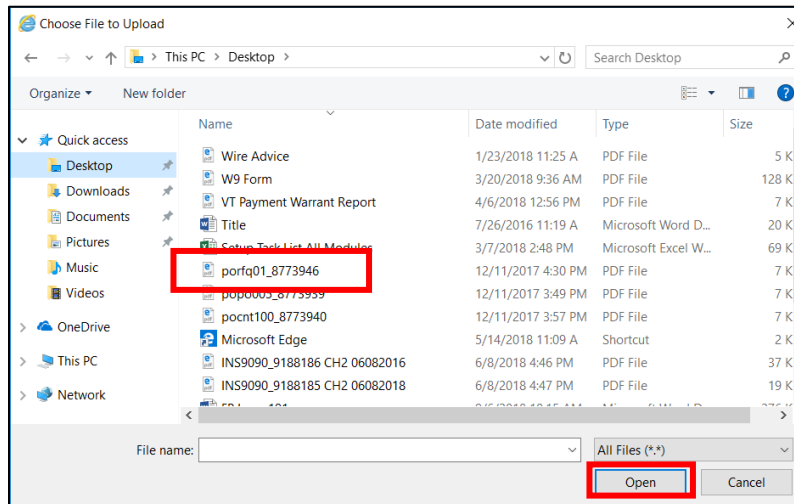 Choose File to Upload
This PC > Desktop >
Search Desktop
Organize
New folder
?
Name
Date modified
Type
Size
Quick access
Desktop
Downloads
Documents
Pictures
Music
Videos
OneDrive
This PC
Network
Wire Advice 1/23/2018 11:25 A PDF File 5 K
W9 Form 3/20/2018 9:36 AM PDF File 128 K
VT Payment Warrant Report 4/6/2018 12:56 PM PDF File 7 K
Title 7/26/2016 11:19 A Microsoft Word D... 20 K
Setup Task List All Modules 3/7/2018 2:48 PM Microsoft Excel W... 69 K
porfq01_8773946 12/11/2017 4:30 PM PDF File 7 K
popo005_8773939 12/11/2017 3:49 PM PDF File 7 K
pocnt100_8773940 12/11/2017 3:57 PM PDF File 7 K
Microsoft Edge 5/14/2018 11:09 A Shortcut 2 K
INS9090_9188186 CH2 06082016 6/8/2018 4:46 PM PDF File 37 K
INS9090_9188185 CH2 06082018 6/8/2018 4:47 PM PDF File 19 K
File name:
All Files (*.*)
Open
Cancel